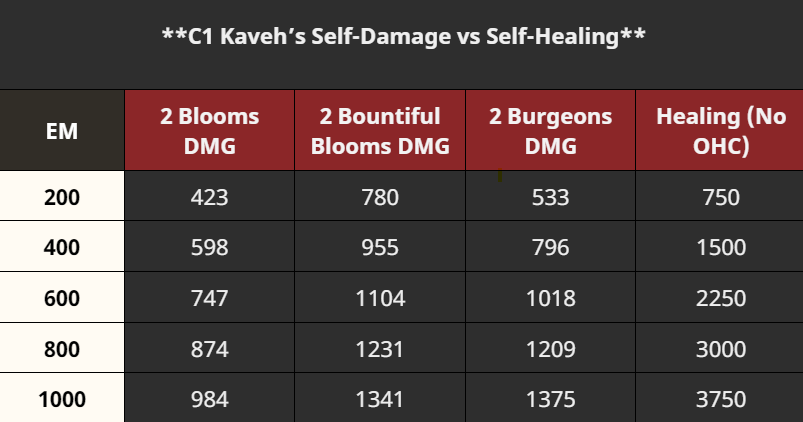 **C1 Kaveh’s Self-Damage vs Self-Healing**
EM 2 Blooms DMG 2 Bountiful Blooms DMG 2 Burgeons DMG Healing (No OHC)
200 423 780 533 750
400 598 955 796 1500
600 747 1104 1018 2250
800 874 1231 1209 3000
1000 984 1341 1375 3750